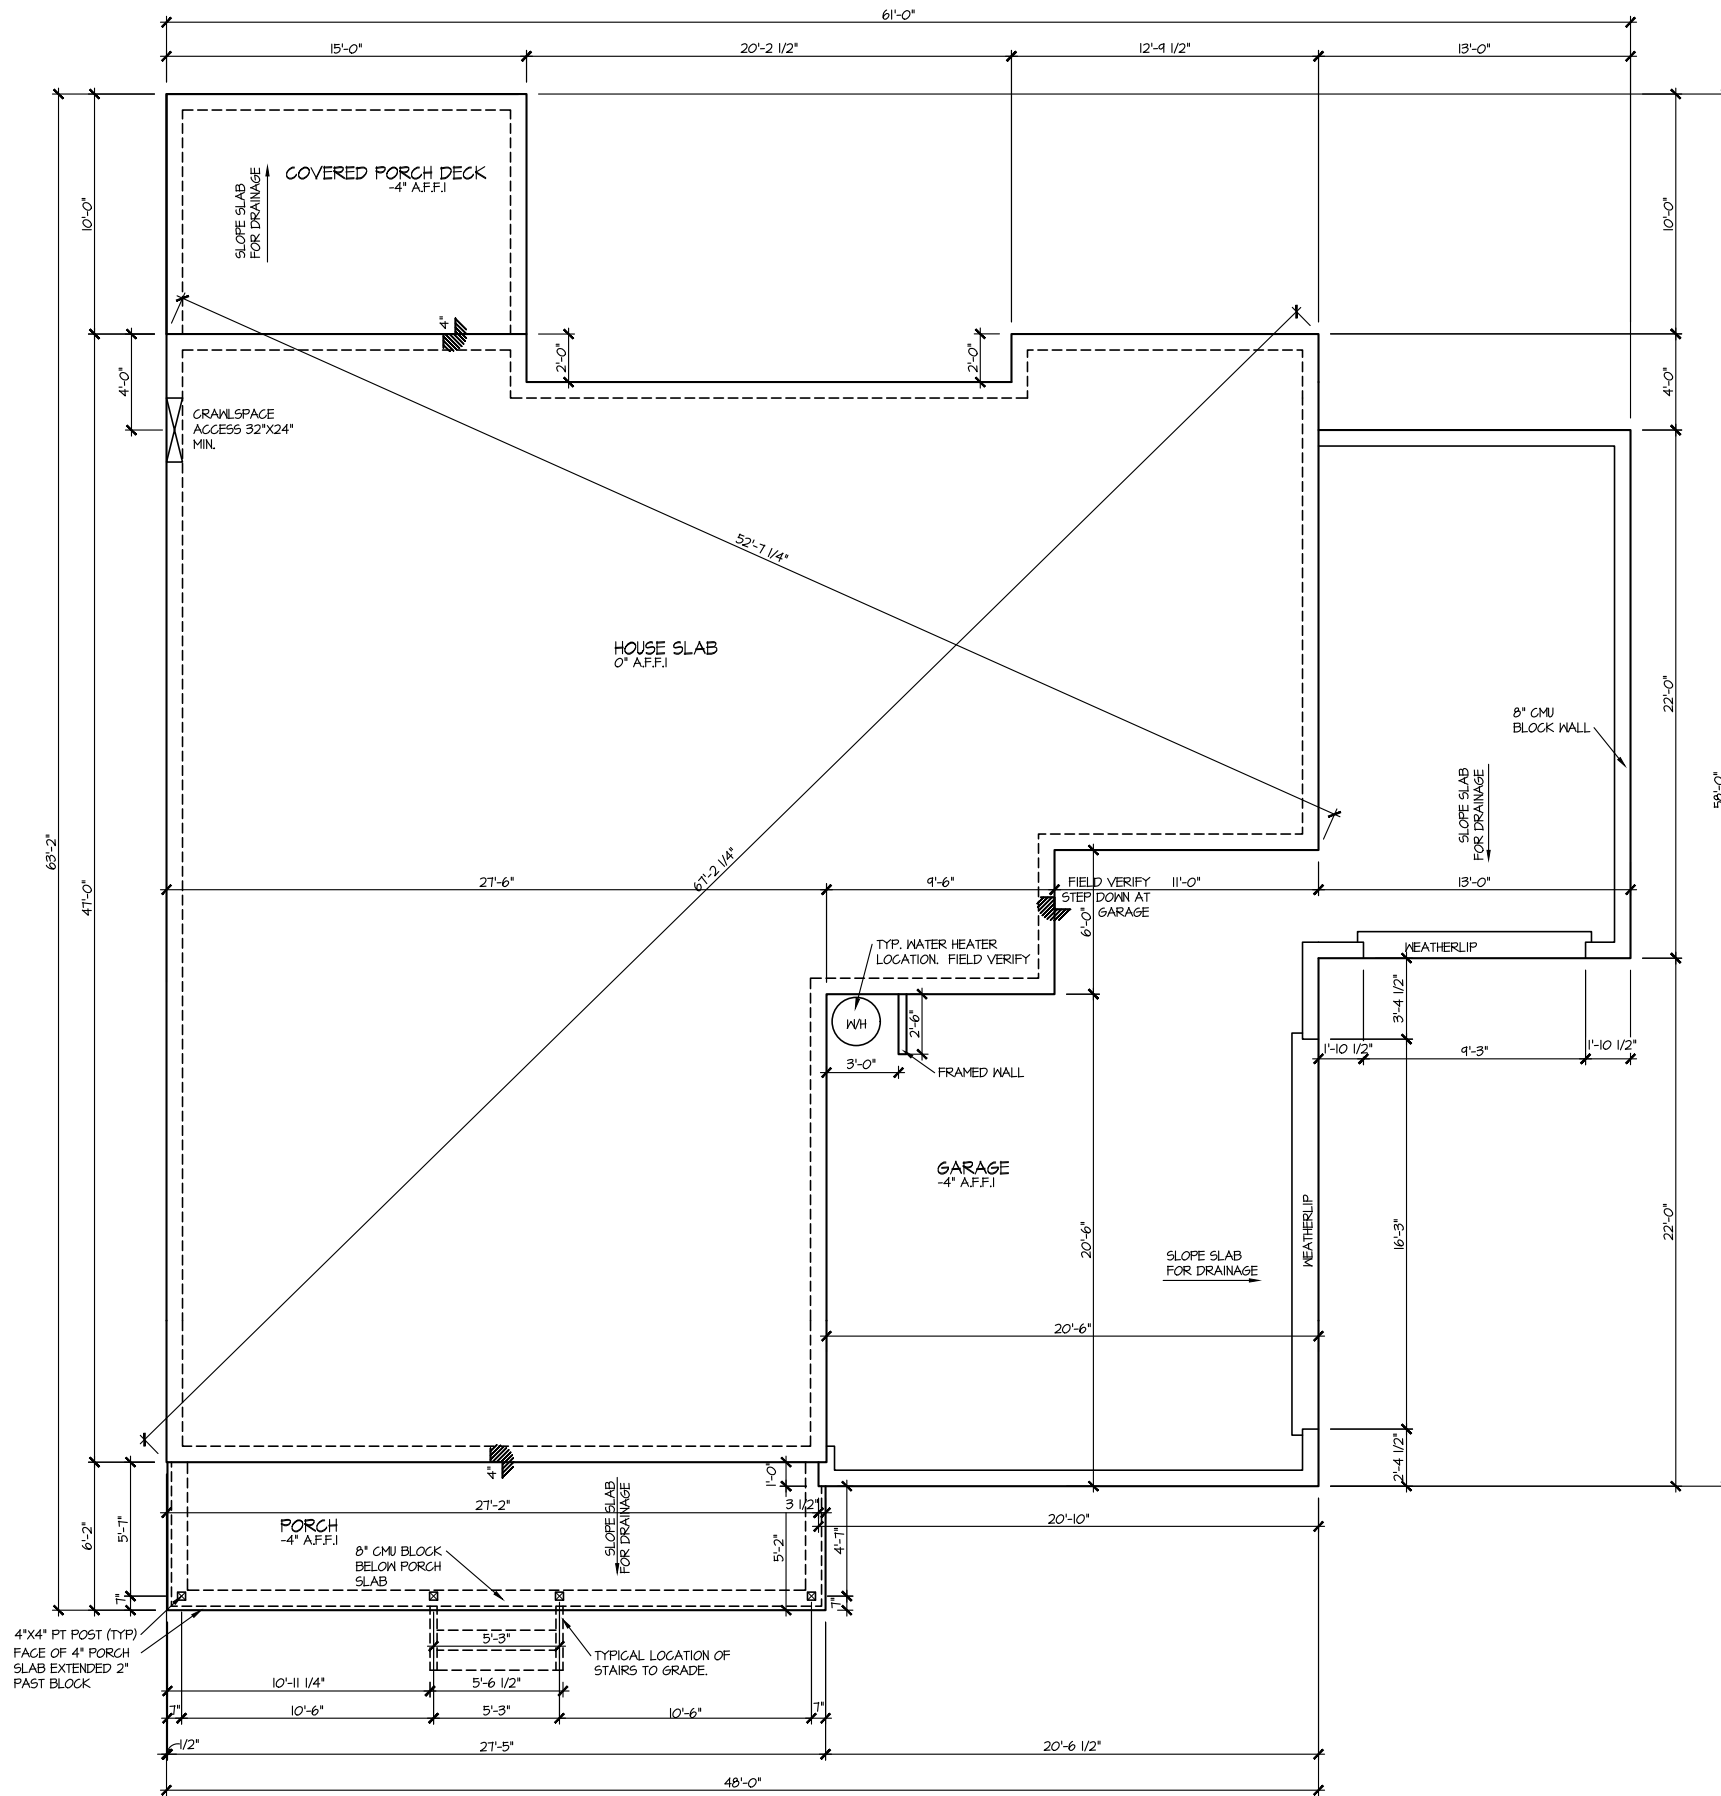 61'-0"
15'-0"
20'-2 1/2"
12'-9 1/2"
13'-0"
COVERED PORCH DECK
-4" A.F.F.1
SLOPE SLAB
FOR DRAINAGE
10'-0"
10'-0"
4"
2'-0"
2'-0"
4'-0"
4'-0"
CRAWLSPACE
ACCESS 32"X24"
MIN.
52'-7 1/4"
HOUSE SLAB
0" A.F.F.1
22'-0"
8" CMU
BLOCK WALL
SLOPE SLAB
FOR DRAINAGE
58'-0"
63'-2"
47'-0"
67'-2 1/4"
27'-6"
9'-6"
FIELD VERIFY
STEP DOWN AT
GARAGE
11'-0"
13'-0"
6'-0"
TYP. WATER HEATER
LOCATION.  FIELD VERIFY
WEATHERLIP
W/H
2'-6"
3'-0"
FRAMED WALL
3'-4 1/2"
1'-10 1/2"
9'-3"
1'-10 1/2"
GARAGE
-4" A.F.F.1
20'-6"
SLOPE SLAB
FOR DRAINAGE
WEATHERLIP
16'-3"
22'-0"
20'-6"
2'-4 1/2"
4"
1'-0"
27'-2"
3 1/2"
20'-10"
PORCH
-4" A.F.F.1
SLOPE SLAB
FOR DRAINAGE
6'-2"
5'-7"
7"
5'-2"
4'-7"
7"
8" CMU BLOCK
BELOW PORCH
SLAB
4"X4" PT POST (TYP)
FACE OF 4" PORCH
SLAB EXTENDED 2"
PAST BLOCK
5'-3"
TYPICAL LOCATION OF
STAIRS TO GRADE.
10'-11 1/4"
5'-6 1/2"
7"
10'-6"
5'-3"
10'-6"
7"
1/2"
27'-5"
20'-6 1/2"
48'-0"